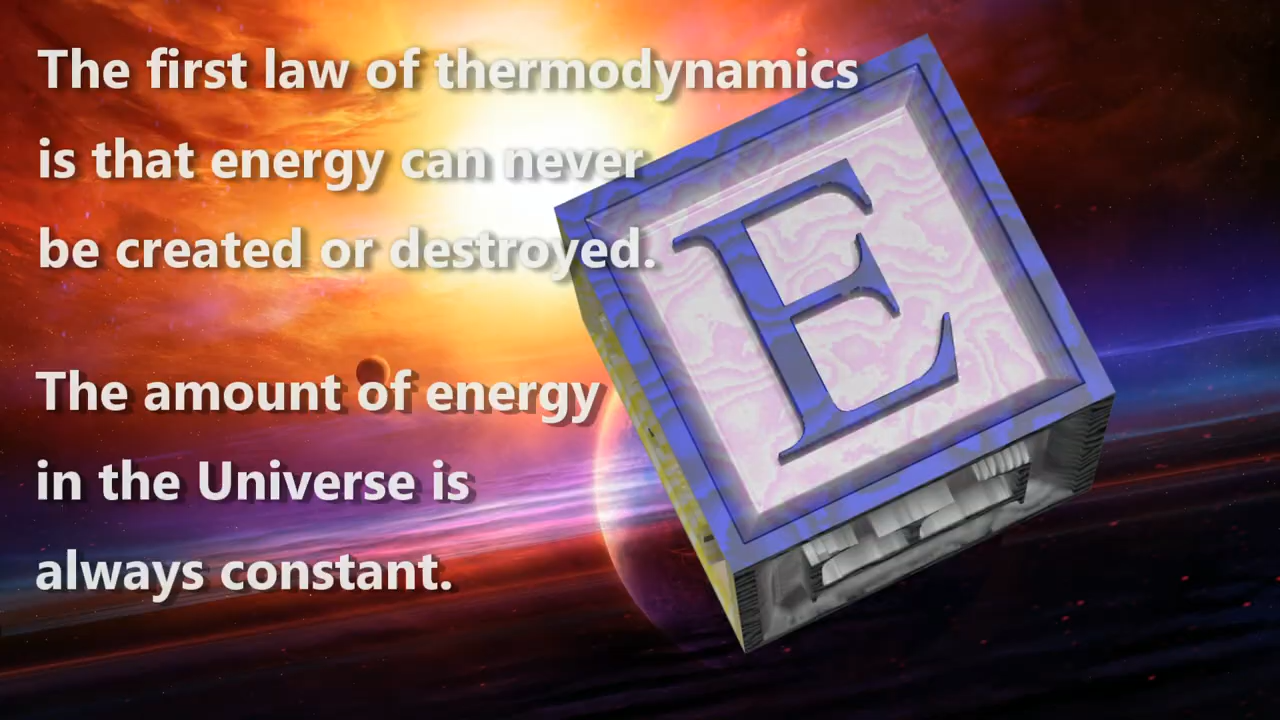 The first law of thermodynamics
is that energy can never
be created or destroyed.
The amount of energy
in the Universe is
always constant.
E